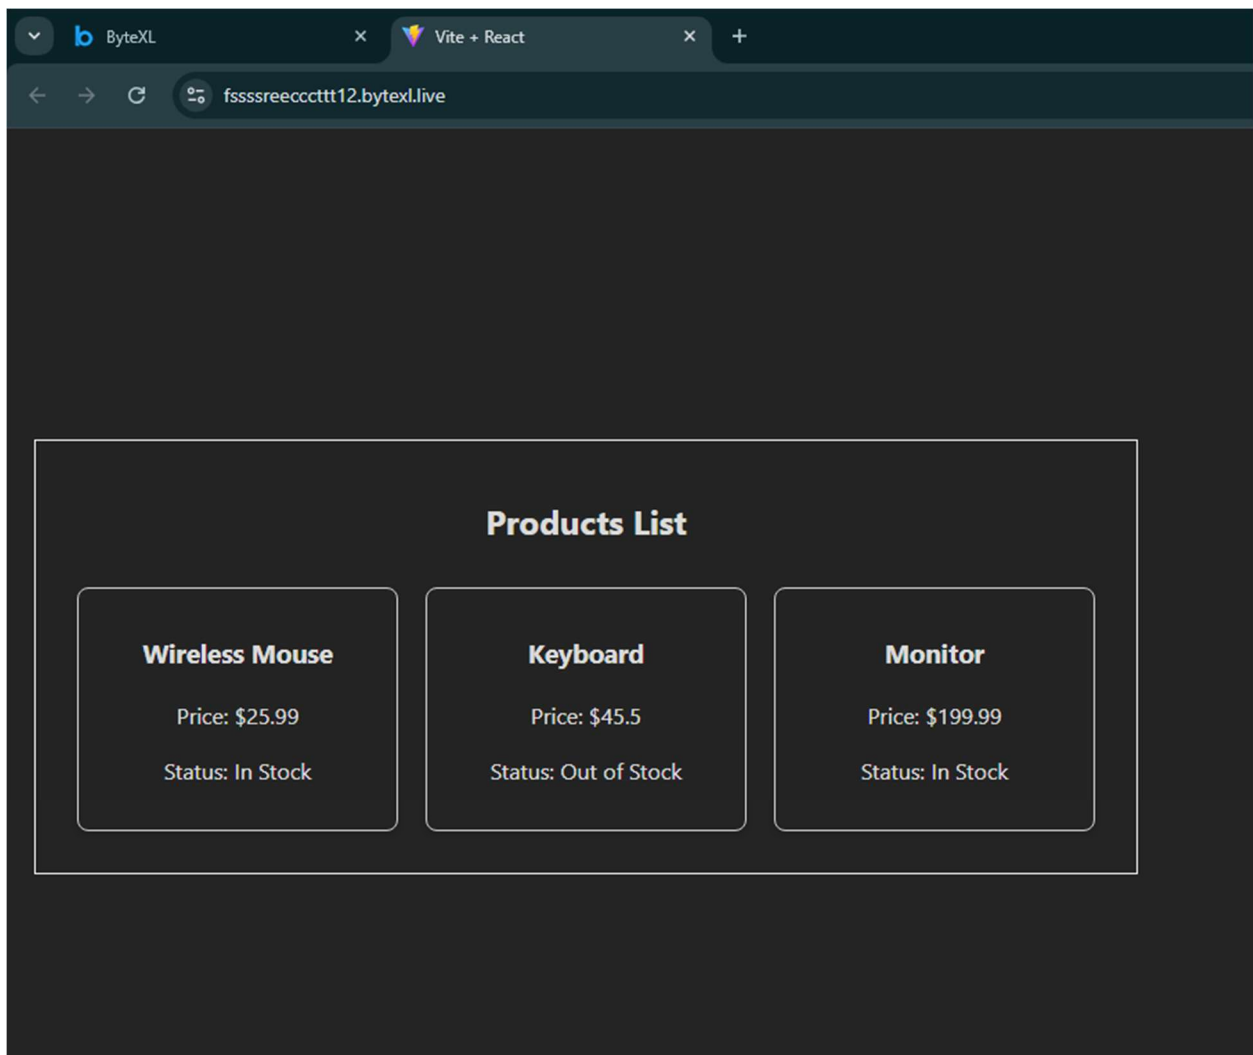 ByteXL
Vite + React
fssssreecccttt12.bytexl.live
Products List
Wireless Mouse
Price: $25.99
Status: In Stock
Keyboard
Price: $45.5
Status: Out of Stock
Monitor
Price: $199.99
Status: In Stock